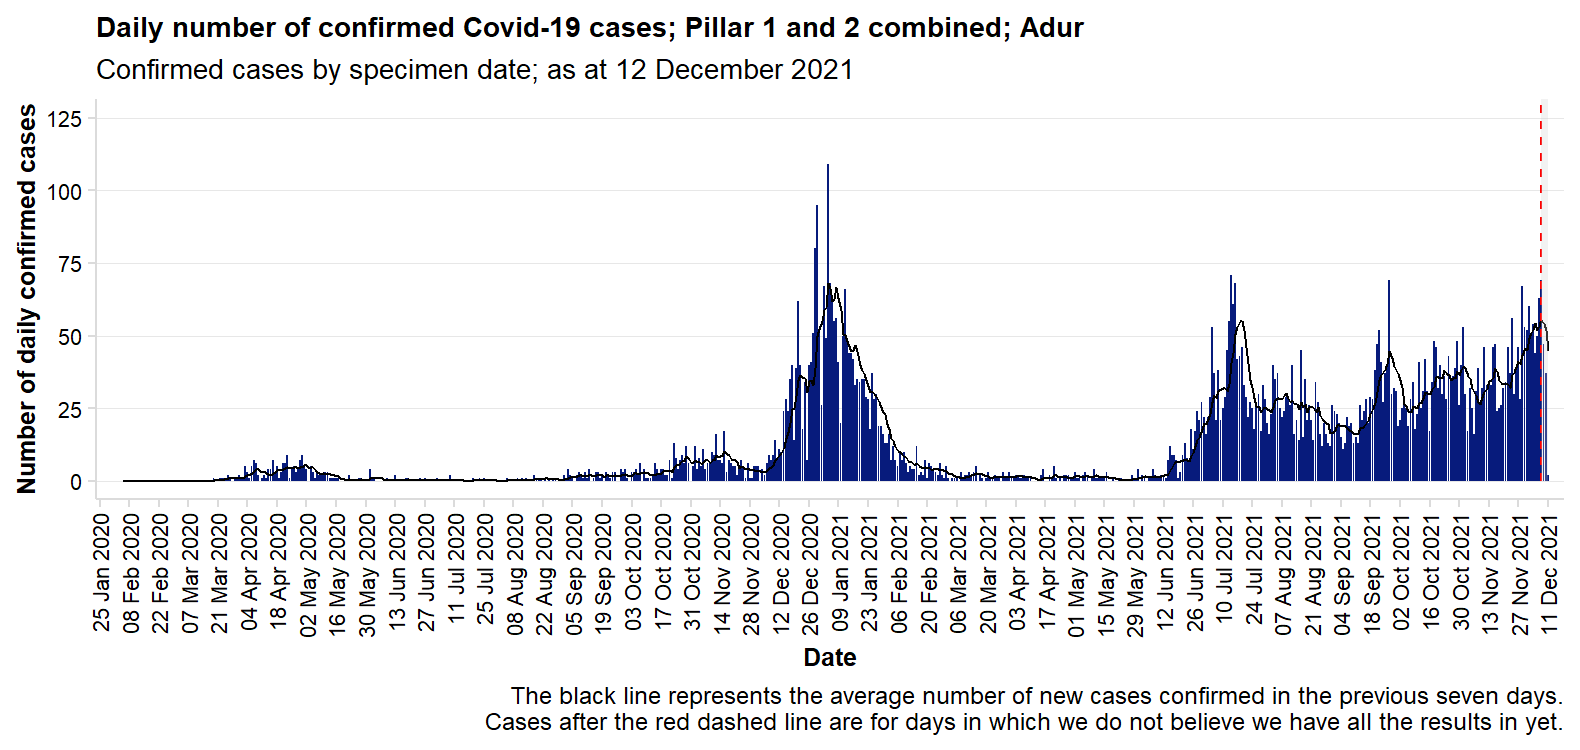 Daily number of confirmed Covid-19 cases; Pillar 1 and 2 combined; Adur
Confirmed cases by specimen date; as at 12 December 2021
Number of daily confirmed cases
125
100
75
50
25
0
25 Jan 2020
08 Feb 2020
22 Feb 2020
07 Mar 2020
21 Mar 2020
04 Apr 2020
18 Apr 2020
02 May 2020
16 May 2020
30 May 2020
13 Jun 2020
27 Jun 2020
11 Jul 2020
25 Jul 2020
08 Aug 2020
22 Aug 2020
05 Sep 2020
19 Sep 2020
03 Oct 2020
17 Oct 2020
31 Oct 2020
14 Nov 2020
28 Nov 2020
12 Dec 2020
26 Dec 2020
09 Jan 2021
23 Jan 2021
06 Feb 2021
20 Feb 2021
06 Mar 2021
20 Mar 2021
03 Apr 2021
17 Apr 2021
01 May 2021
15 May 2021
29 May 2021
12 Jun 2021
26 Jun 2021
10 Jul 2021
24 Jul 2021
07 Aug 2021
21 Aug 2021
04 Sep 2021
18 Sep 2021
02 Oct 2021
16 Oct 2021
30 Oct 2021
13 Nov 2021
27 Nov 2021
11 Dec 2021
Date
The black line represents the average number of new cases confirmed in the previous seven days.
Cases after the red dashed line are for days in which we do not believe we have all the results in yet.